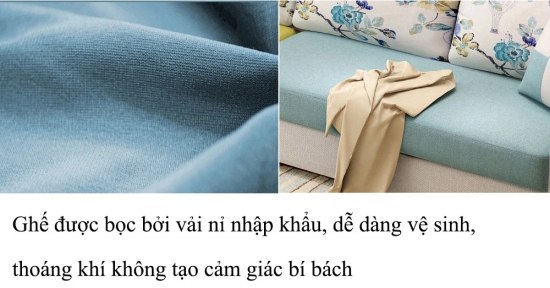 Ghế được bọc bởi vải nỉ nhập khẩu, dễ dàng vệ sinh,
thoáng khí không tạo cảm giác bí bách